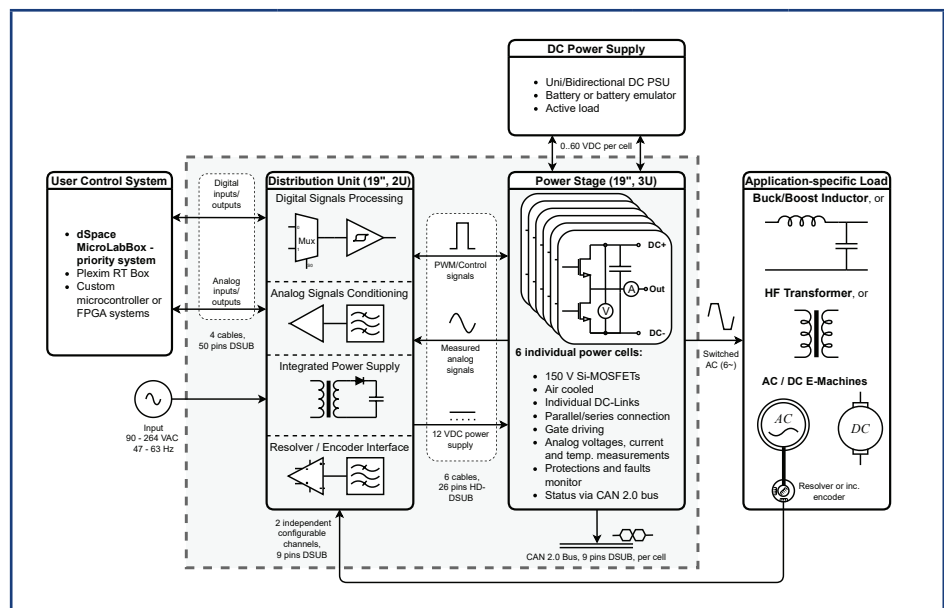 DC Power Supply
• Uni/Bidirectional DC PSU
• Battery or battery emulator
• Active load
0..60 VDC per cell
User Control System
• dSpace
MicroLabBox -
priority system
• Plexim RT Box
• Custom
microcontroller or
FPGA systems
Digital
inputs/
outputs
Analog
inputs/
outputs
4 cables,
50 pins DSUB
Input
90 - 264 VAC
47 - 63 Hz
Distribution Unit (19", 2U)
Digital Signals Processing
Mux
Analog Signals Conditioning
Integrated Power Supply
Resolver / Encoder Interface
2 independent
configurable
channels,
9 pins DSUB
PWM/Control
signals
Measured
analog
signals
12 VDC power
supply
6 cables,
26 pins HD-
DSUB
Power Stage (19", 3U)
DC+
A
Out
V
DC-
6 individual power cells:
• 150 V Si-MOSFETs
• Air cooled
• Individual DC-Links
• Parallel/series connection
• Gate driving
• Analog voltages, current
and temp. measurements
• Protections and faults
monitor
• Status via CAN 2.0 bus
CAN 2.0 Bus, 9 pins DSUB, per cell
Switched
AC (6~)
Application-specific Load
Buck/Boost Inductor, or
HF Transformer, or
AC / DC E-Machines
AC
DC
Resolver or inc.
encoder